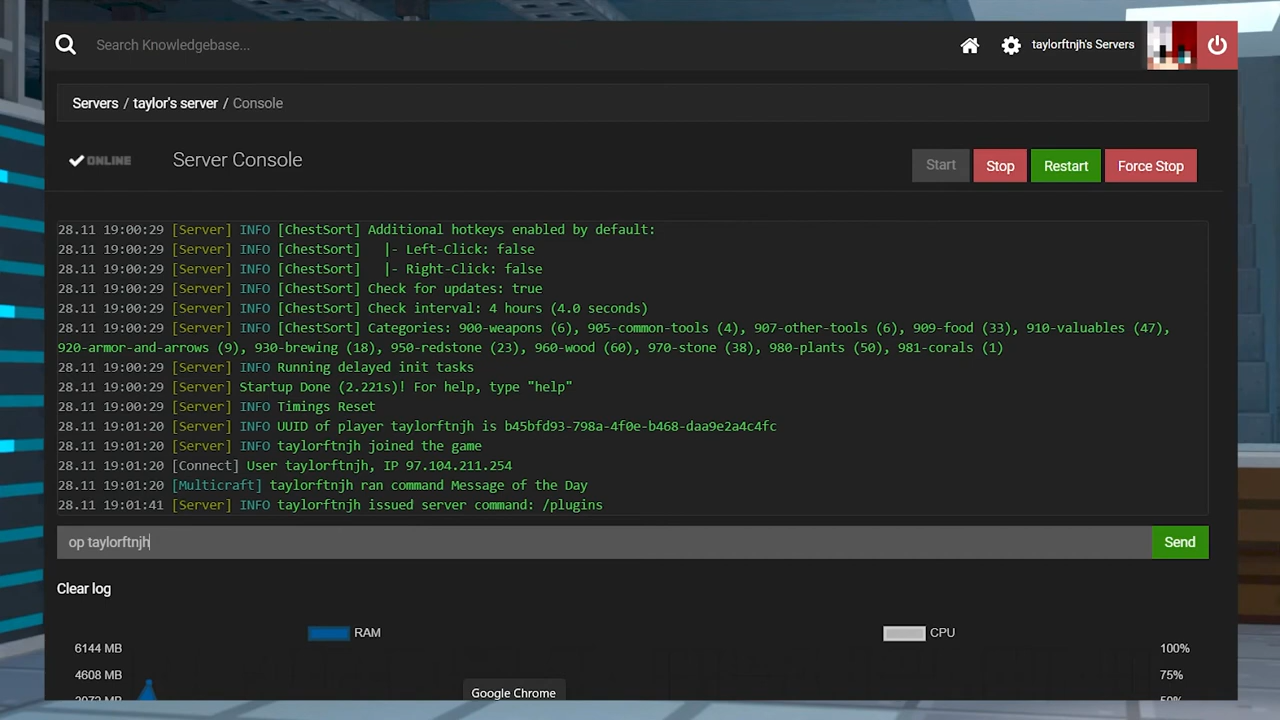 Search Knowledgebase...
taylorftnjh's Servers
Servers / taylor's server / Console
ONLINE
Server Console
Start
Stop
Restart
Force Stop
28.11 19:00:29 [Server] INFO [ChestSort] Additional hotkeys enabled by default:
28.11 19:00:29 [Server] INFO [ChestSort]   |- Left-Click: false
28.11 19:00:29 [Server] INFO [ChestSort]   |- Right-Click: false
28.11 19:00:29 [Server] INFO [ChestSort] Check for updates: true
28.11 19:00:29 [Server] INFO [ChestSort] Check interval: 4 hours (4.0 seconds)
28.11 19:00:29 [Server] INFO [ChestSort] Categories: 900-weapons (6), 905-common-tools (4), 907-other-tools (6), 909-food (33), 910-valuables (47),
920-armor-and-arrows (9), 930-brewing (18), 950-redstone (23), 960-wood (60), 970-stone (38), 980-plants (50), 981-corals (1)
28.11 19:00:29 [Server] INFO Running delayed init tasks
28.11 19:00:29 [Server] Startup Done (2.221s)! For help, type "help"
28.11 19:00:29 [Server] INFO Timings Reset
28.11 19:01:20 [Server] INFO UUID of player taylorftnjh is b45bfd93-798a-4f0e-b468-daa9e2a4c4fc
28.11 19:01:20 [Server] INFO taylorftnjh joined the game
28.11 19:01:20 [Connect] User taylorftnjh, IP 97.104.211.254
28.11 19:01:20 [Multicraft] taylorftnjh ran command Message of the Day
28.11 19:01:41 [Server] INFO taylorftnjh issued server command: /plugins
op taylorftnjh
Send
Clear log
RAM
CPU
6144 MB
100%
4608 MB
75%
3072 MB
50%
Google Chrome